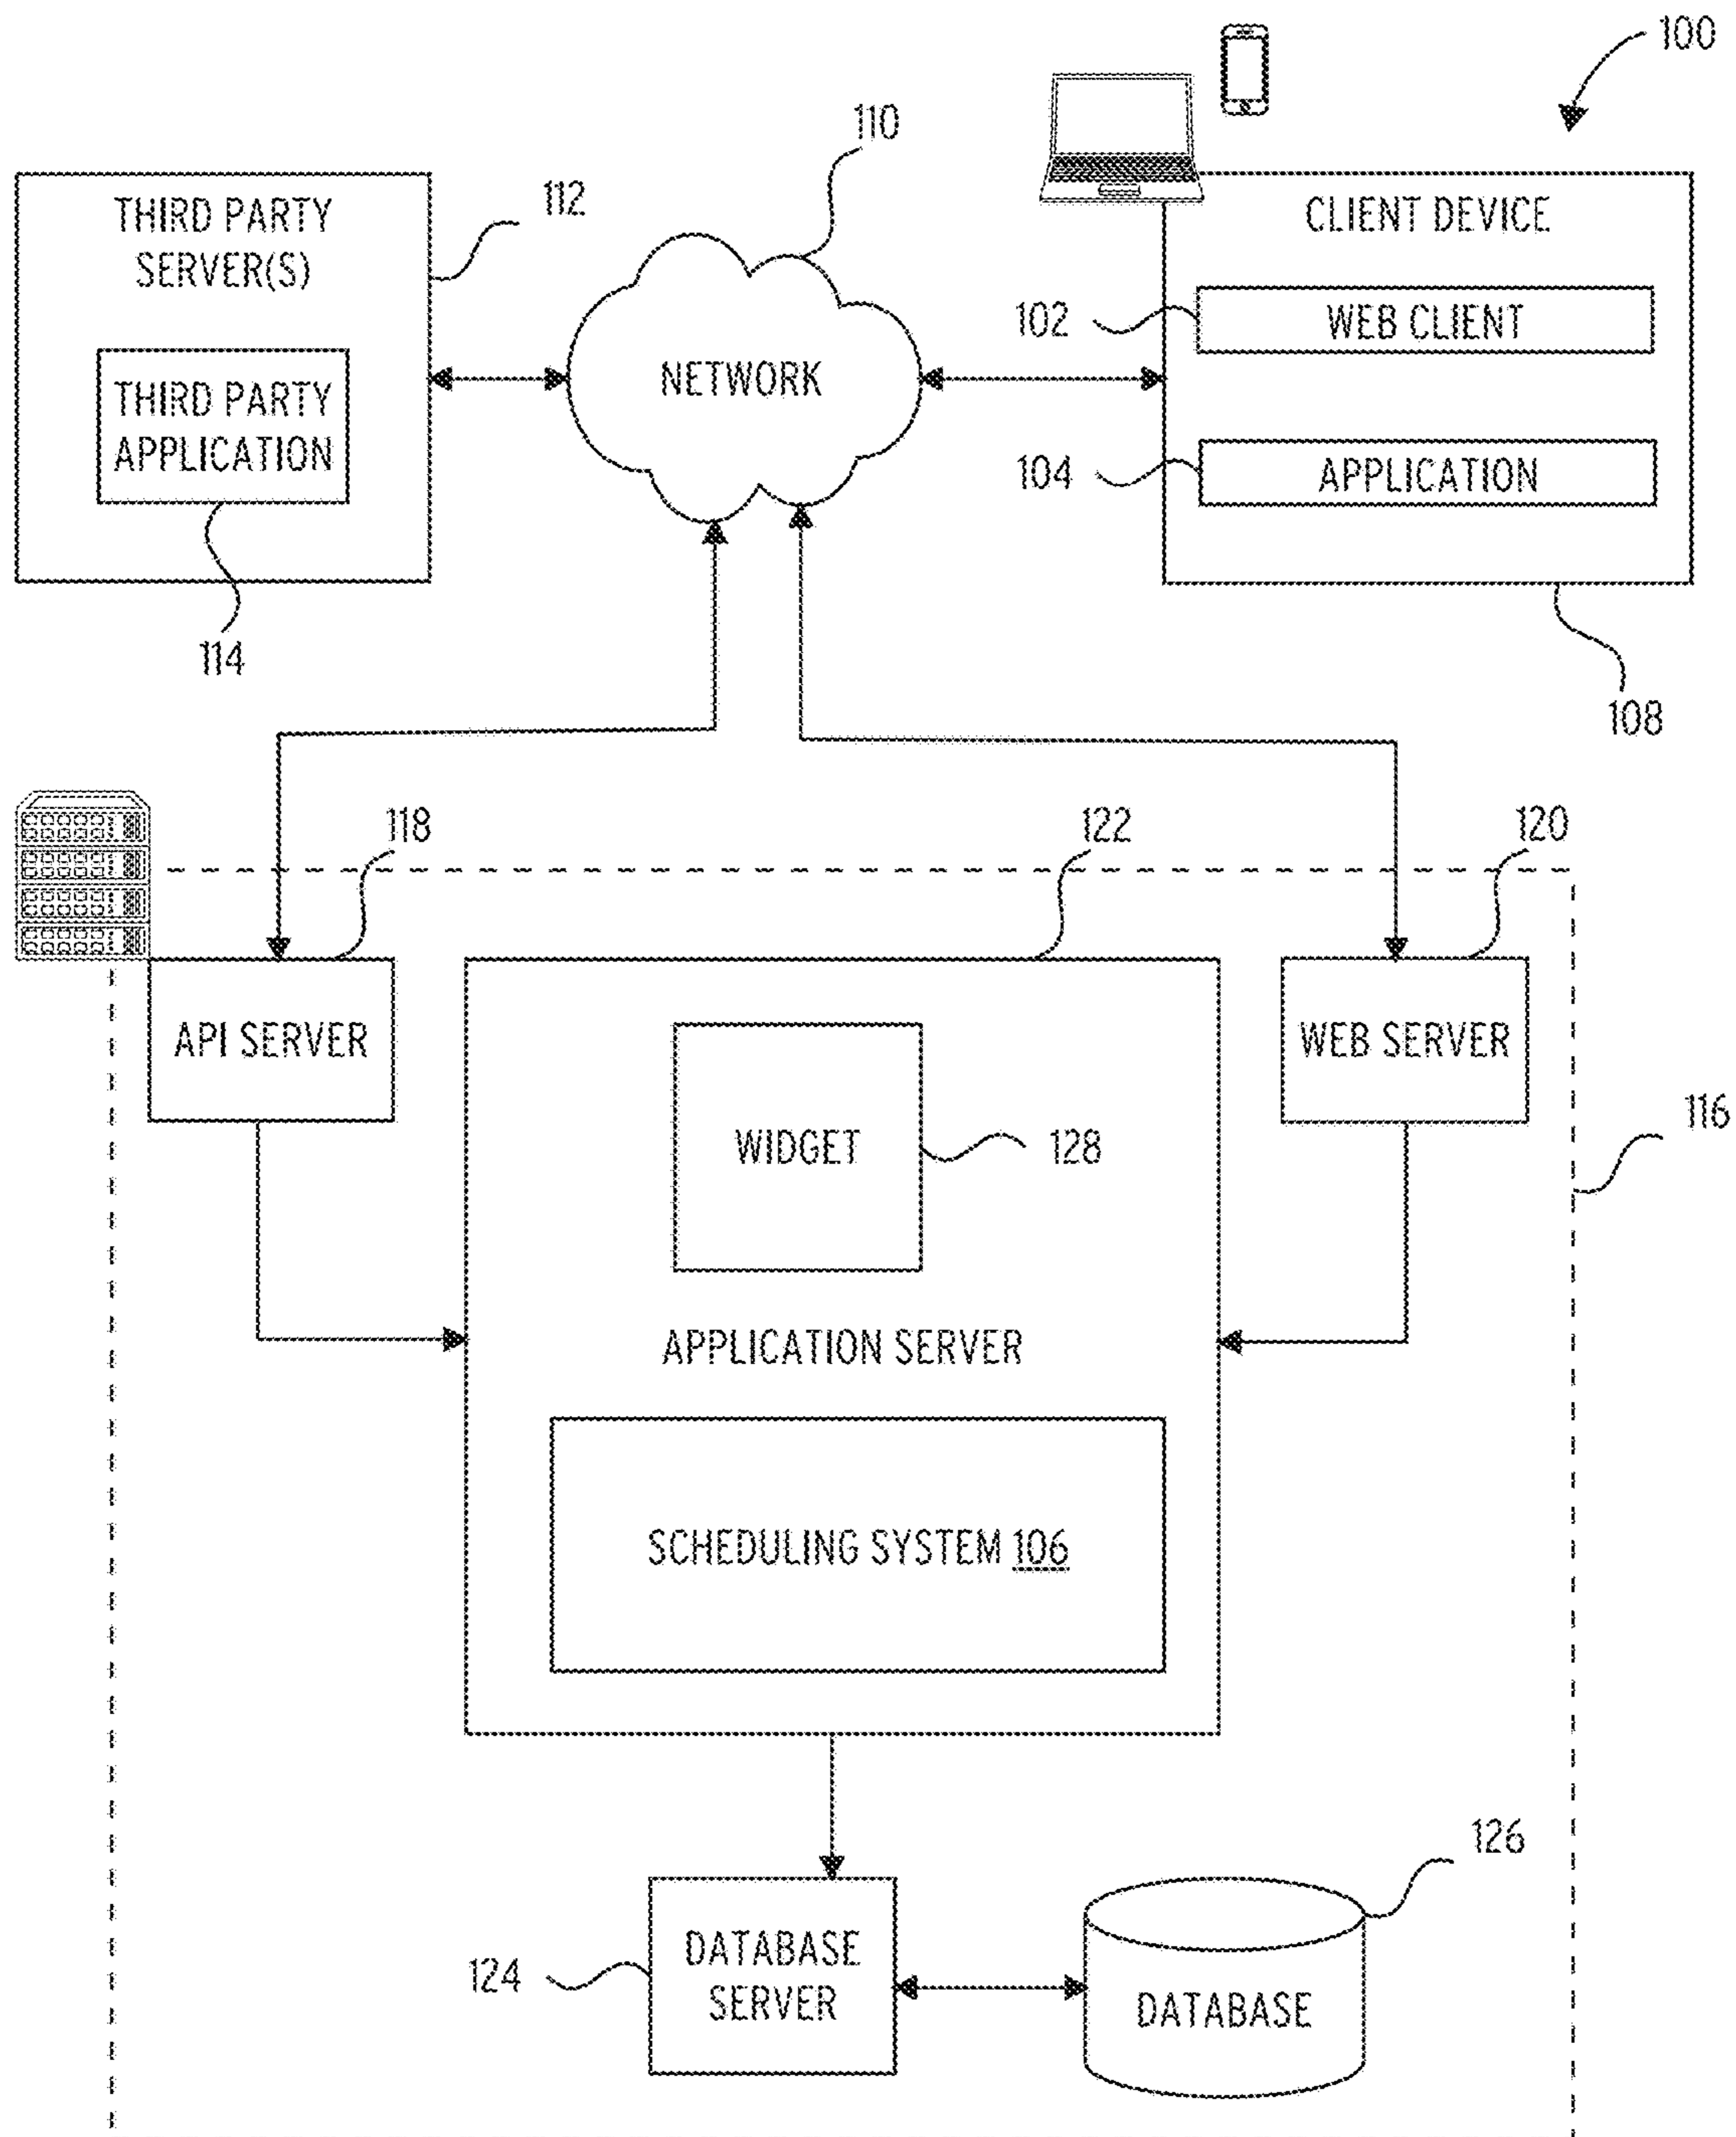 100
110
THIRD PARTY
SERVER(S)
112
CLIENT DEVICE
102
WEB CLIENT
NETWORK
THIRD PARTY
APPLICATION
104
APPLICATION
114
108
118
122
120
API SERVER
WEB SERVER
116
WIDGET
128
APPLICATION SERVER
SCHEDULING SYSTEM 106
126
124
DATABASE
SERVER
DATABASE